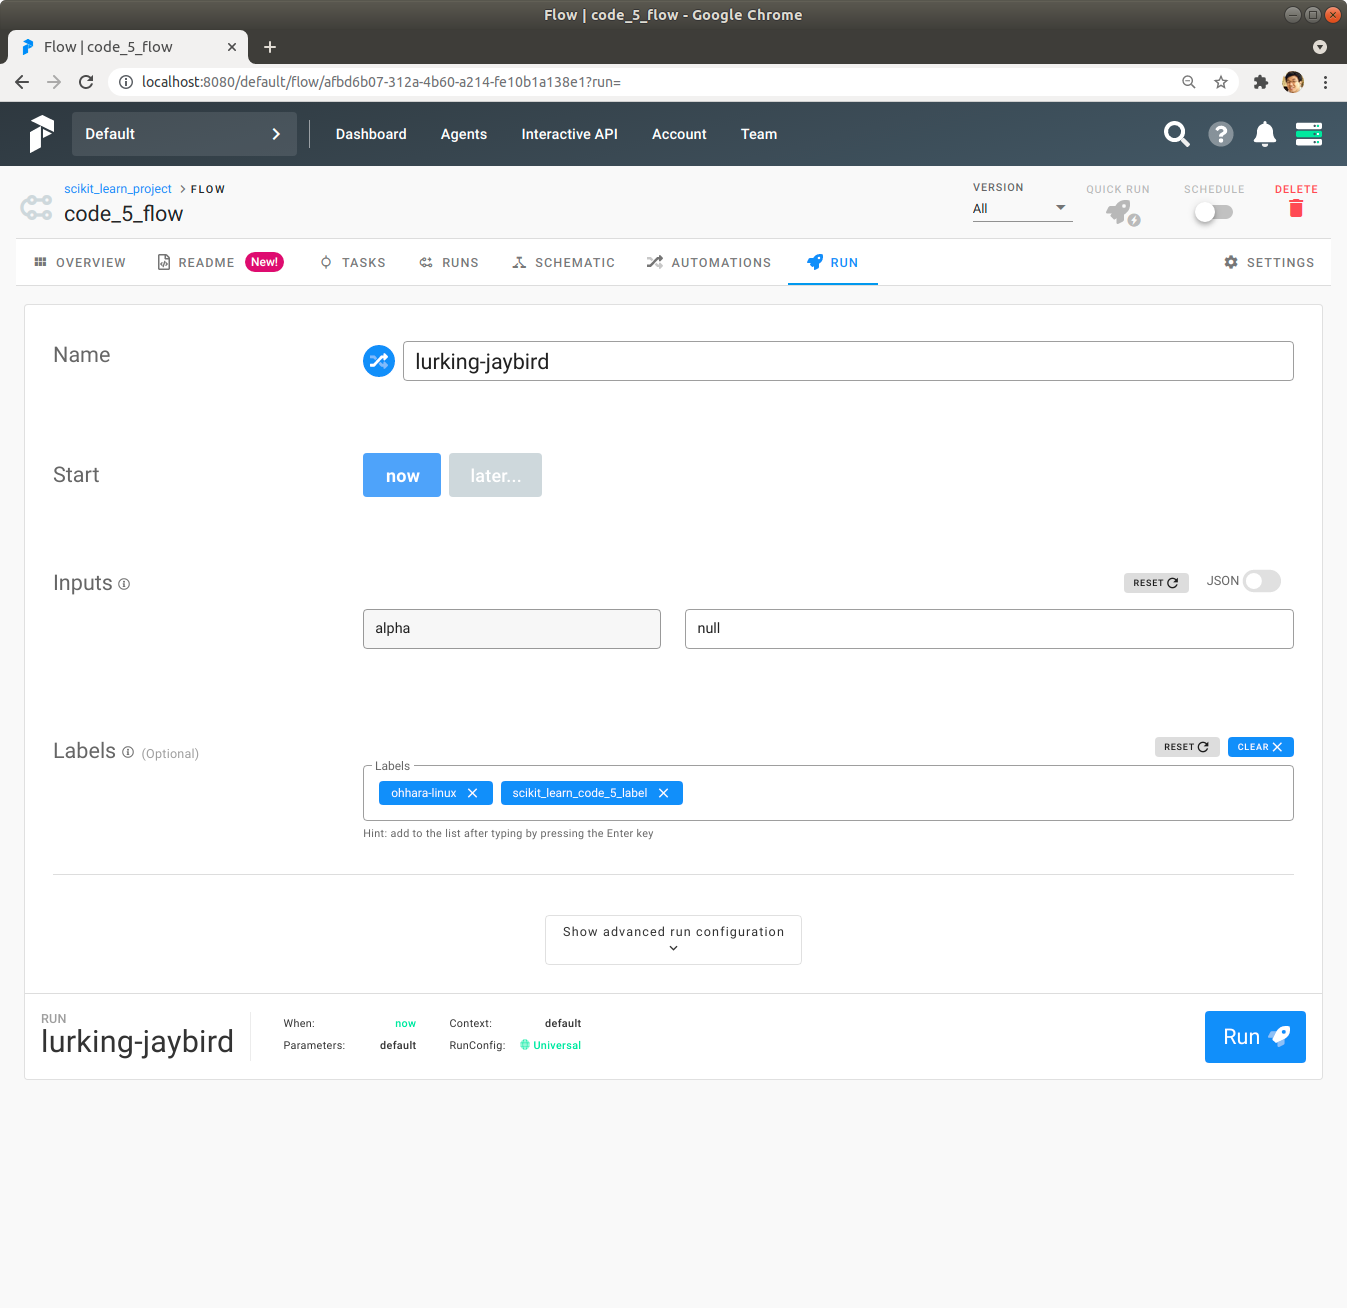 Flow | code_5_flow - Google Chrome
Flow | code_5_flow
localhost:8080/default/flow/afbd6b07-312a-4b60-a214-fe10b1a138e1?run=
Default
Dashboard
Agents
Interactive API
Account
Team
scikit_learn_project > FLOW
code_5_flow
VERSION
All
QUICK RUN
SCHEDULE
DELETE
OVERVIEW
README New!
TASKS
RUNS
SCHEMATIC
AUTOMATIONS
RUN
SETTINGS
Name
lurking-jaybird
Start
now
later...
Inputs
RESET
JSON
alpha
null
Labels (Optional)
RESET
CLEAR
Labels
ohhara-linux
scikit_learn_code_5_label
Hint: add to the list after typing by pressing the Enter key
Show advanced run configuration
RUN
lurking-jaybird
When: now
Parameters: default
Context: default
RunConfig: Universal
Run